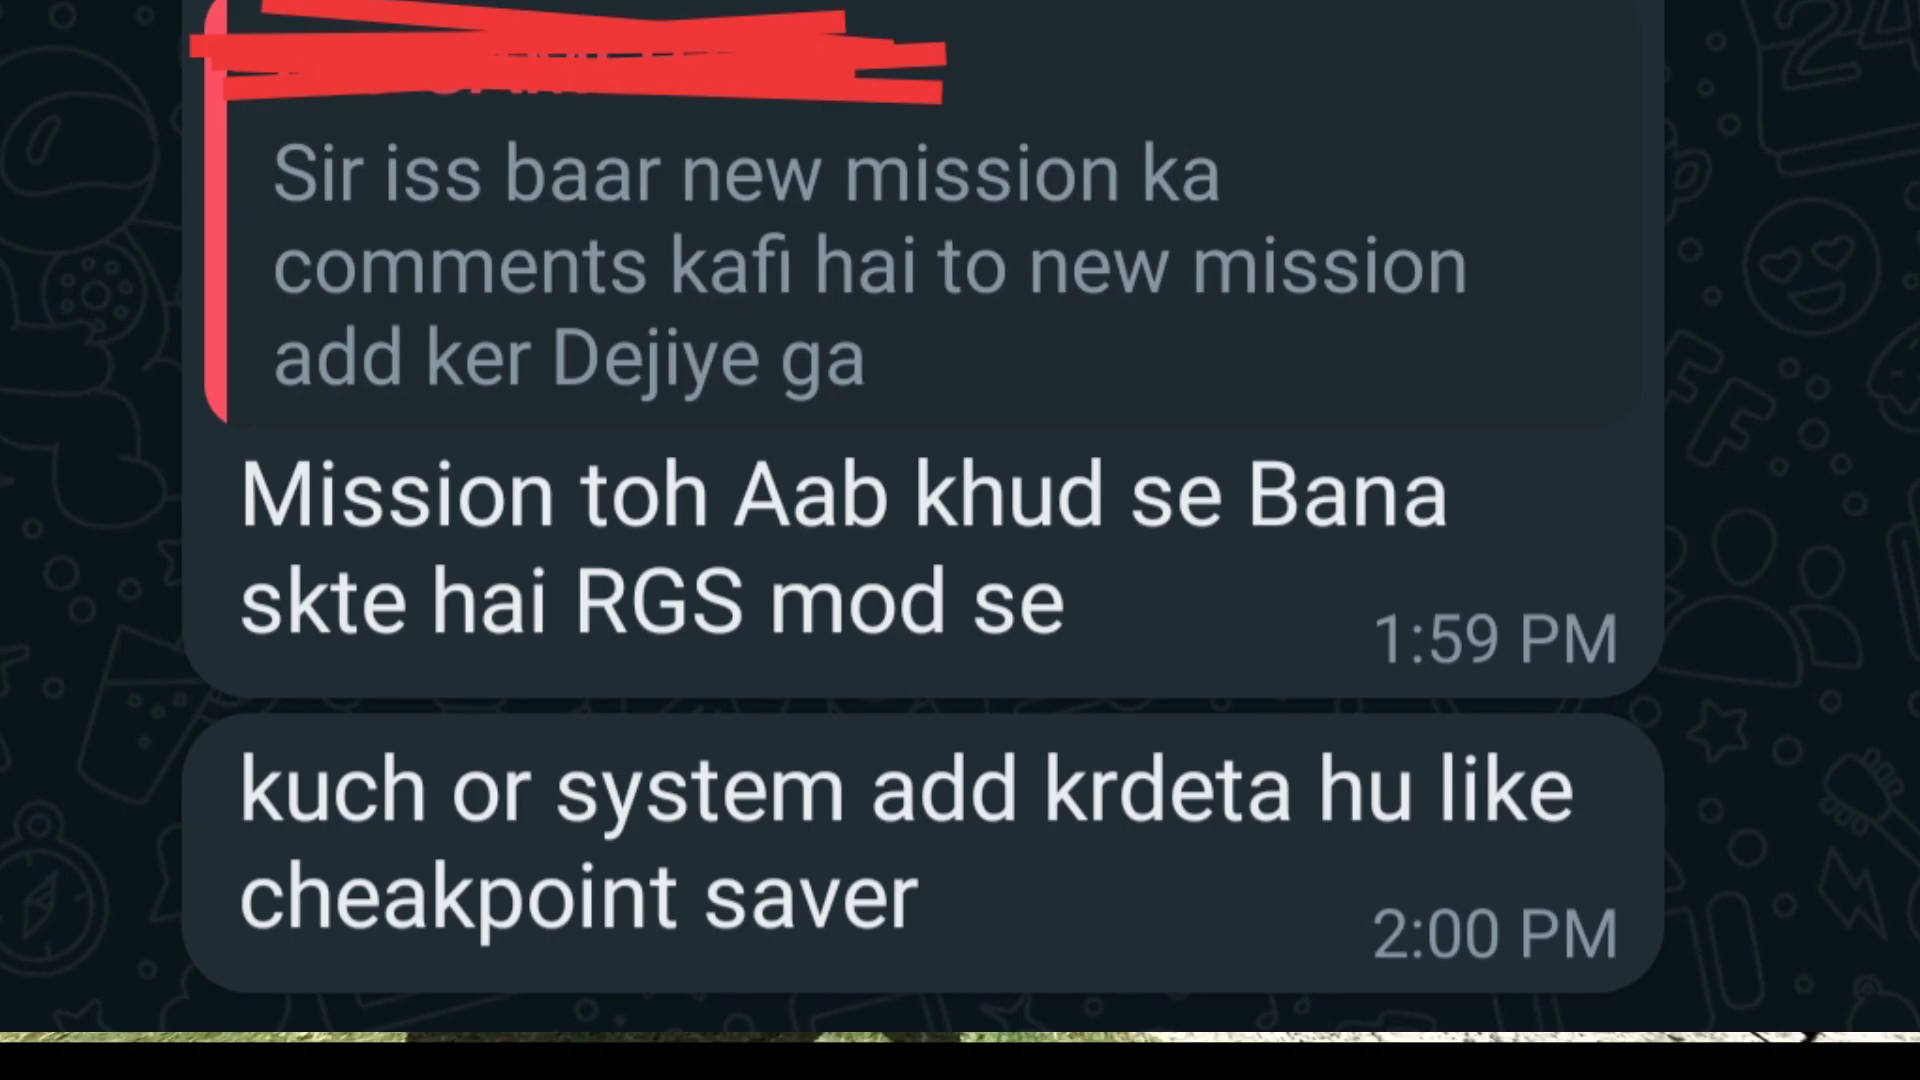 Sir iss baar new mission ka
comments kafi hai to new mission
add ker Dejiye ga
Mission toh Aab khud se Bana
skte hai RGS mod se
1:59 PM
kuch or system add krdeta hu like
cheakpoint saver
2:00 PM